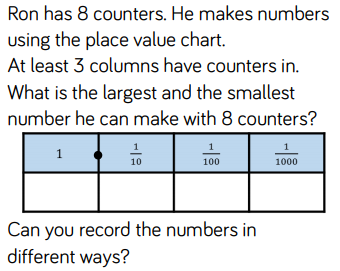 Ron has 8 counters. He makes numbers
using the place value chart.
At least 3 columns have counters in.
What is the largest and the smallest
number he can make with 8 counters?
1 1/10 1/100 1/1000
Can you record the numbers in
different ways?